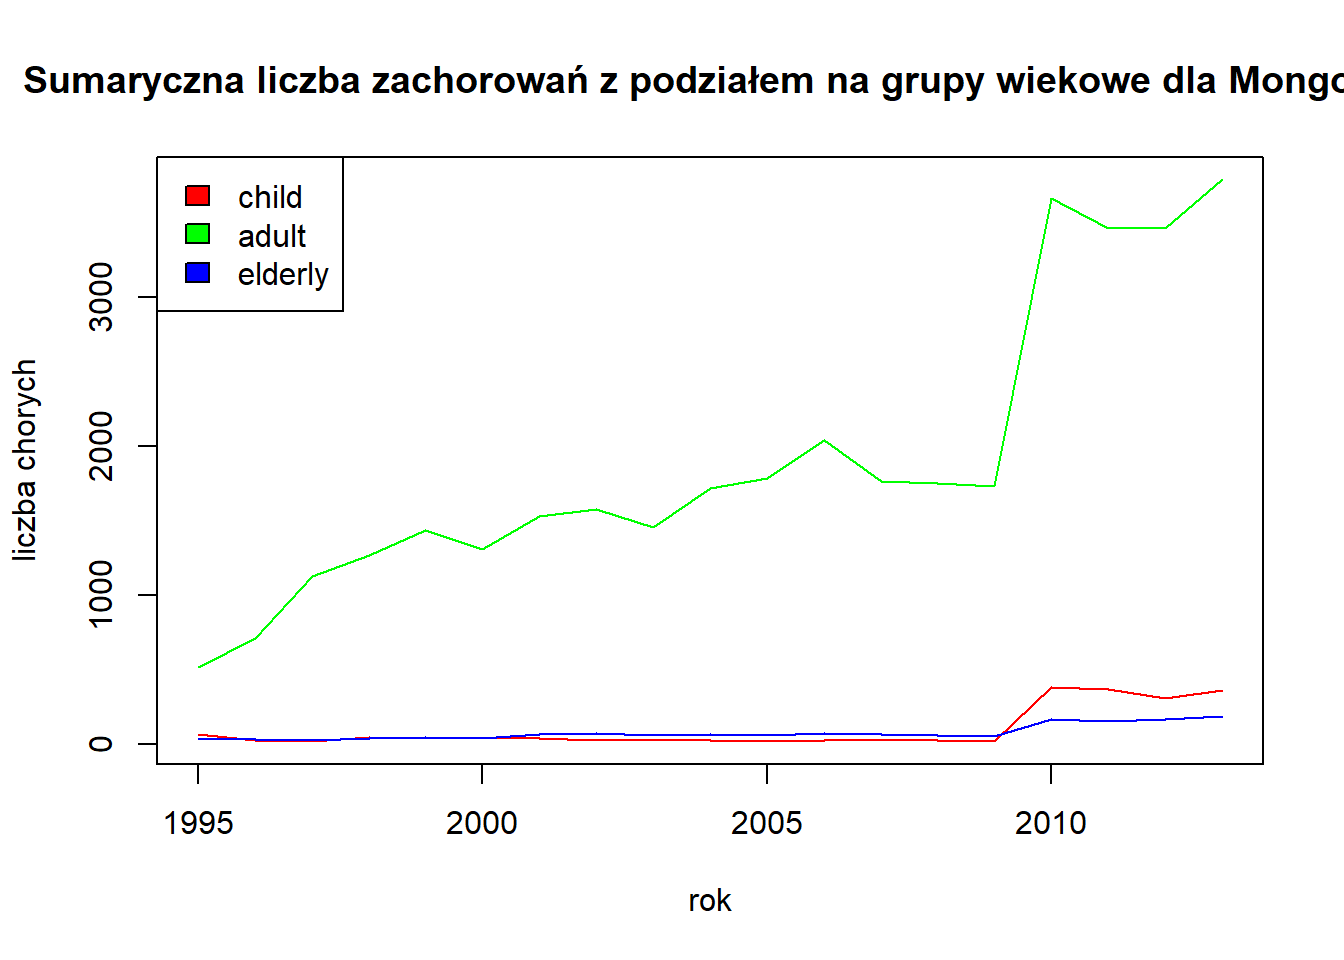 Sumaryczna liczba zachorowań z podziałem na grupy wiekowe dla Mongo
child
adult
elderly
3000
2000
1000
0
liczba chorych
1995 2000 2005 2010
rok